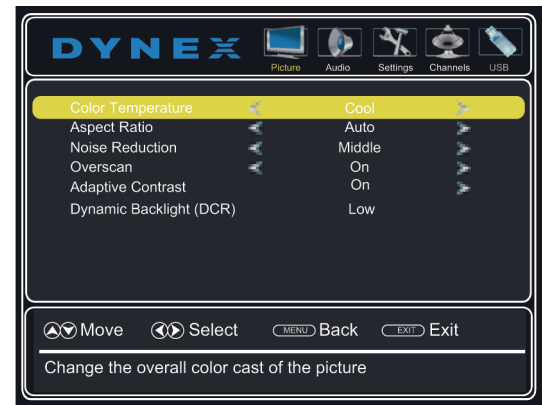 DYNEX
Picture Audio Settings Channels USB
Color Temperature Cool
Aspect Ratio Auto
Noise Reduction Middle
Overscan On
Adaptive Contrast On
Dynamic Backlight (DCR) Low
Move Select MENU Back EXIT Exit
Change the overall color cast of the picture